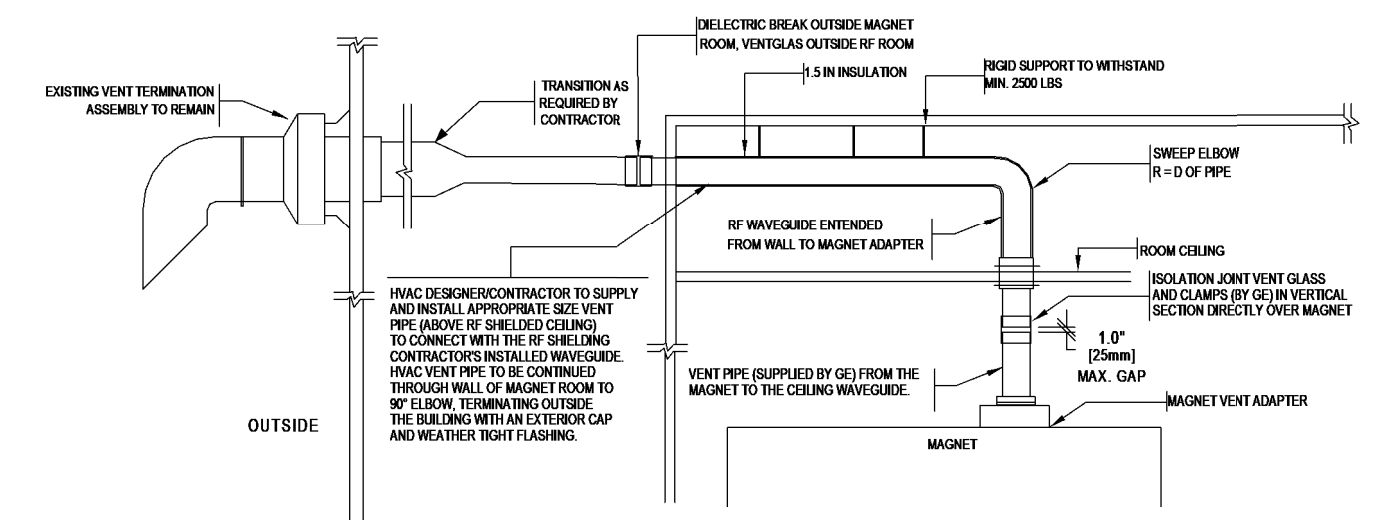 DIELECTRIC BREAK OUTSIDE MAGNET
ROOM, VENTGLAS OUTSIDE RF ROOM
EXISTING VENT TERMINATION
ASSEMBLY TO REMAIN
TRANSITION AS
REQUIRED BY
CONTRACTOR
1.5 IN INSULATION
RIGID SUPPORT TO WITHSTAND
MIN. 2500 LBS
SWEEP ELBOW
R = D OF PIPE
RF WAVEGUIDE ENTENDED
FROM WALL TO MAGNET ADAPTER
ROOM CEILING
ISOLATION JOINT VENT GLASS
AND CLAMPS (BY GE) IN VERTICAL
SECTION DIRECTLY OVER MAGNET
HVAC DESIGNER/CONTRACTOR TO SUPPLY
AND INSTALL APPROPRIATE SIZE VENT
PIPE (ABOVE RF SHIELDED CEILING)
TO CONNECT WITH THE RF SHIELDING
CONTRACTOR'S INSTALLED WAVEGUIDE.
HVAC VENT PIPE TO BE CONTINUED
THROUGH WALL OF MAGNET ROOM TO
90° ELBOW, TERMINATING OUTSIDE
THE BUILDING WITH AN EXTERIOR CAP
AND WEATHER TIGHT FLASHING.
1.0"
[25mm]
MAX. GAP
VENT PIPE (SUPPLIED BY GE) FROM THE
MAGNET TO THE CEILING WAVEGUIDE.
MAGNET VENT ADAPTER
OUTSIDE
MAGNET